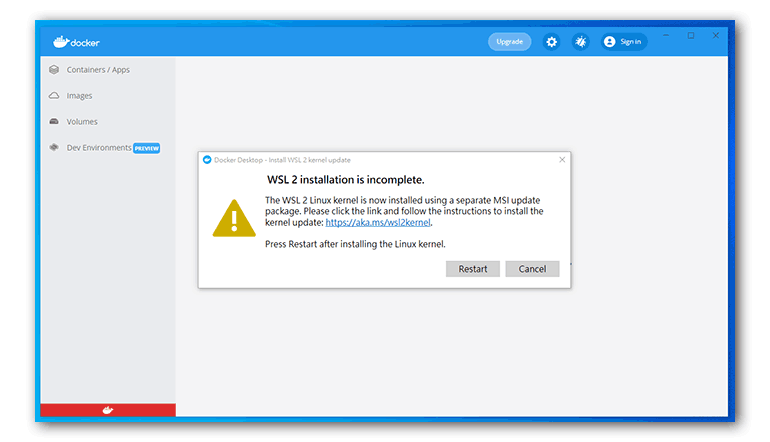 docker
Upgrade
Sign in
Containers / Apps
Images
Volumes
Dev Environments PREVIEW
Docker Desktop - Install WSL 2 kernel update
WSL 2 installation is incomplete.
The WSL 2 Linux kernel is now installed using a separate MSI update
package. Please click the link and follow the instructions to install the
kernel update: https://aka.ms/wsl2kernel.
Press Restart after installing the Linux kernel.
Restart
Cancel